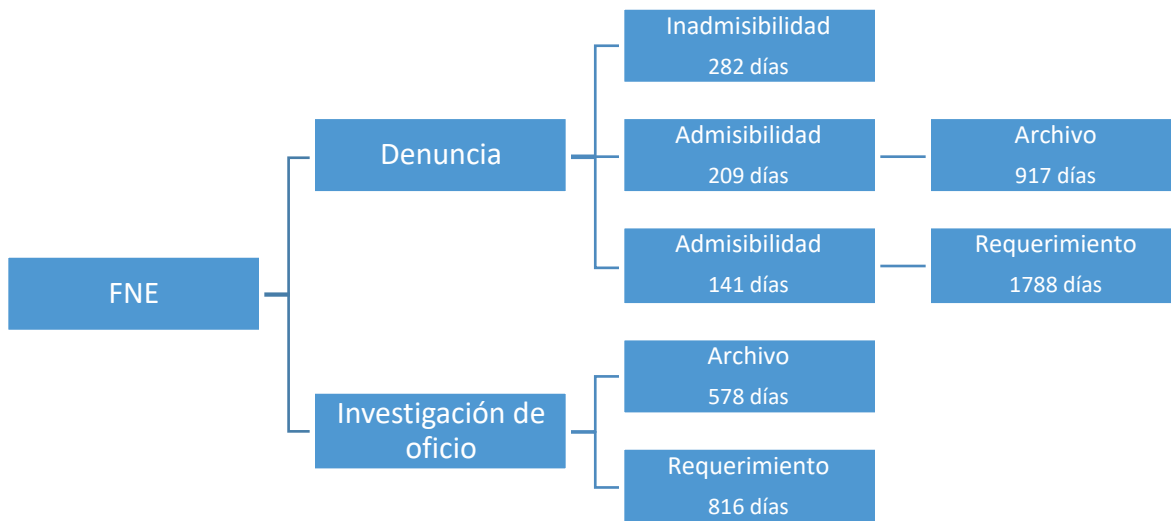 FNE
Denuncia
Inadmisibilidad
282 días
Admisibilidad
209 días
Archivo
917 días
Admisibilidad
141 días
Requerimiento
1788 días
Investigación de
oficio
Archivo
578 días
Requerimiento
816 días